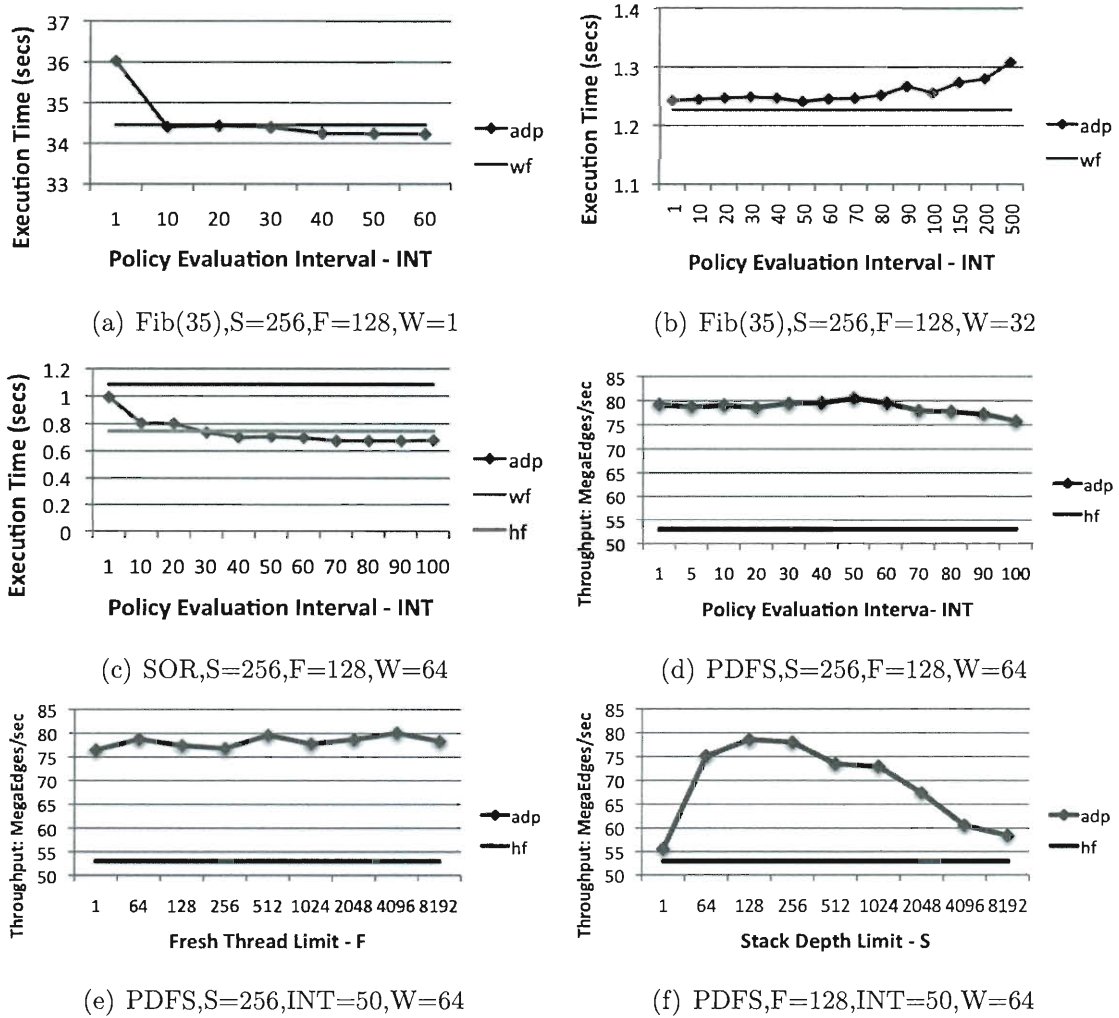 37
36
35
34
33
Execution Time (secs)
1 10 20 30 40 50 60
Policy Evaluation Interval - INT
adp
wf
(a) Fib(35),S=256,F=128,W=1
1.4
1.3
1.2
1.1
Execution Time (secs)
1 10 20 30 40 50 60 70 80 90 100 150 200 500
Policy Evaluation Interval - INT
adp
wf
(b) Fib(35),S=256,F=128,W=32
1.2
1
0.8
0.6
0.4
0.2
0
Execution Time (secs)
1 10 20 30 40 50 60 70 80 90 100
Policy Evaluation Interval - INT
adp
wf
hf
(c) SOR,S=256,F=128,W=64
85
80
75
70
65
60
55
50
Throughput: MegaEdges/sec
1 5 10 20 30 40 50 60 70 80 90 100
Policy Evaluation Interva- INT
adp
hf
(d) PDFS,S=256,F=128,W=64
85
80
75
70
65
60
55
50
Throughput: MegaEdges/sec
1 64 128 256 512 1024 2048 4096 8192
Fresh Thread Limit - F
adp
hf
(e) PDFS,S=256,INT=50,W=64
85
80
75
70
65
60
55
50
Throughput: MegaEdges/sec
1 64 128 256 512 1024 2048 4096 8192
Stack Depth Limit - S
adp
hf
(f) PDFS,F=128,INT=50,W=64